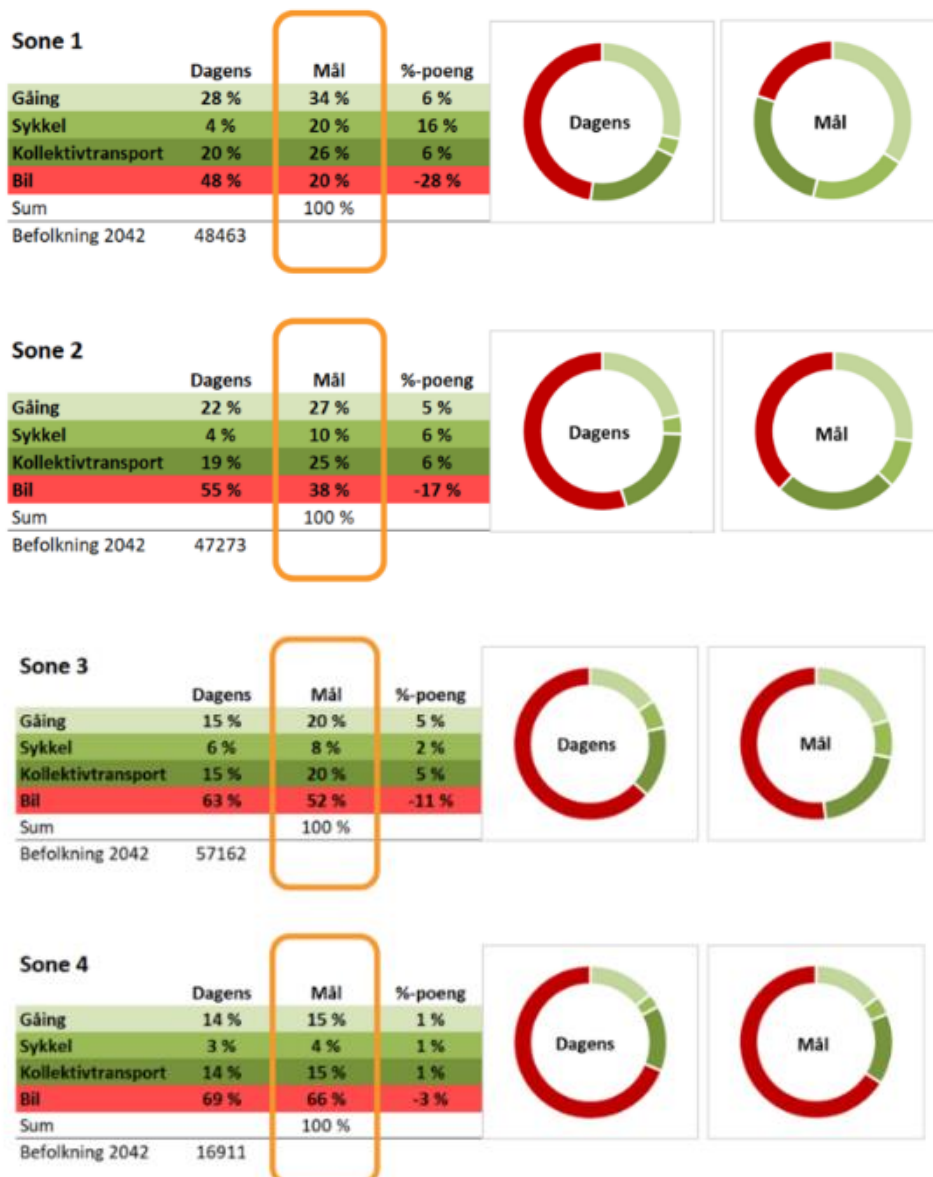 Sone 1
Dagens Mål %-poeng
Gåing 28 % 34 % 6 %
Sykkel 4 % 20 % 16 %
Kollektivtransport 20 % 26 % 6 %
Bil 48 % 20 % -28 %
Sum 100 %
Befolkning 2042 48463
Dagens
Mål
Sone 2
Dagens Mål %-poeng
Gåing 22 % 27 % 5 %
Sykkel 4 % 10 % 6 %
Kollektivtransport 19 % 25 % 6 %
Bil 55 % 38 % -17 %
Sum 100 %
Befolkning 2042 47273
Dagens
Mål
Sone 3
Dagens Mål %-poeng
Gåing 15 % 20 % 5 %
Sykkel 6 % 8 % 2 %
Kollektivtransport 15 % 20 % 5 %
Bil 63 % 52 % -11 %
Sum 100 %
Befolkning 2042 57162
Dagens
Mål
Sone 4
Dagens Mål %-poeng
Gåing 14 % 15 % 1 %
Sykkel 3 % 4 % 1 %
Kollektivtransport 14 % 15 % 1 %
Bil 69 % 66 % -3 %
Sum 100 %
Befolkning 2042 16911
Dagens
Mål